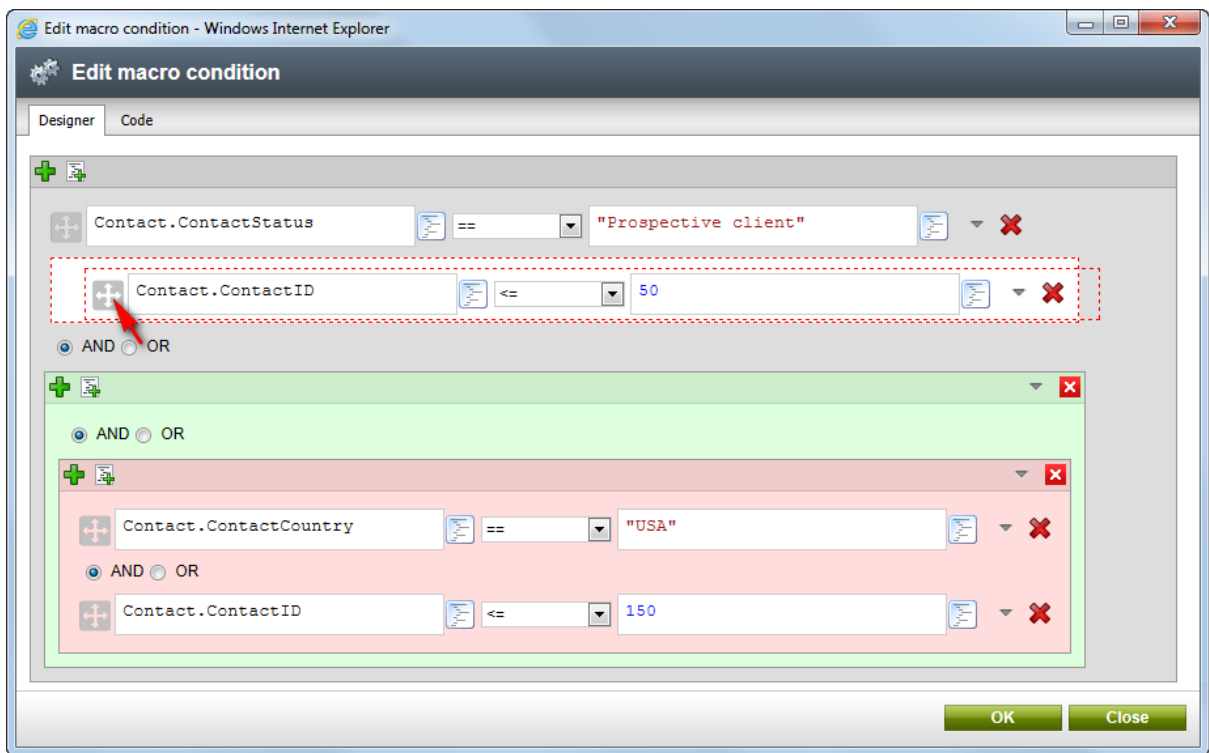 Edit macro condition - Windows Internet Explorer
Edit macro condition
Designer Code
Contact.ContactStatus == "Prospective client"
Contact.ContactID <= 50
AND OR
AND OR
Contact.ContactCountry == "USA"
AND OR
Contact.ContactID <= 150
OK Close